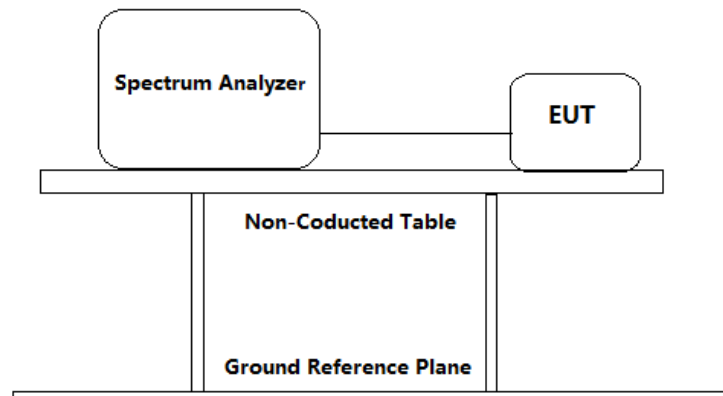 Spectrum Analyzer
EUT
Non-Coducted Table
Ground Reference Plane